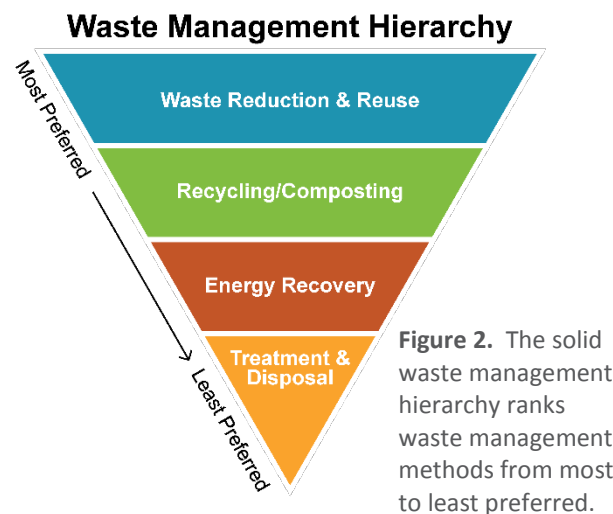 Waste Management Hierarchy
Most Preferred
Waste Reduction & Reuse
Recycling/Composting
Energy Recovery
Treatment &
Disposal
Least Preferred
Figure 2. The solid
waste management
hierarchy ranks
waste management
methods from most
to least preferred.